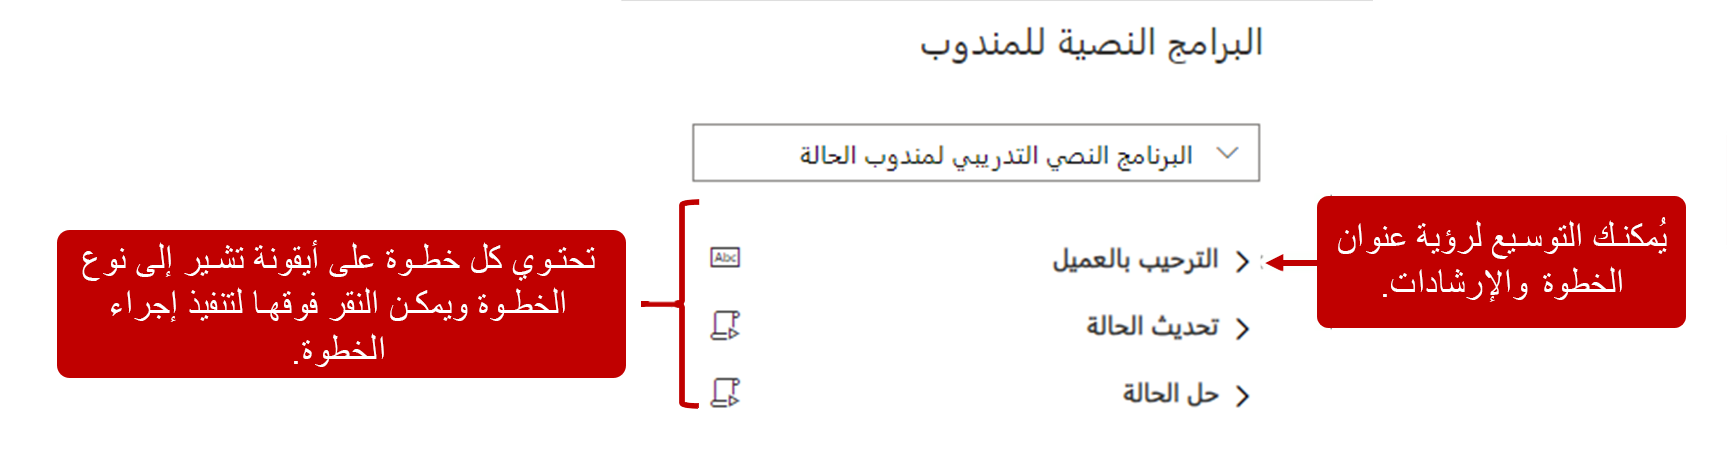 البرامج النصية للمندوب
البرنامج النصي التدريبي لمندوب الحالة
يُمكنك التوسيع لرؤية عنوان
الخطوة والإرشادات.
الترحيب بالعميل
Abc
تحديث الحالة
حل الحالة
تحتوي كل خطوة على أيقونة تشير إلى نوع
الخطوة ويمكن النقر فوقها لتنفيذ إجراء
الخطوة.